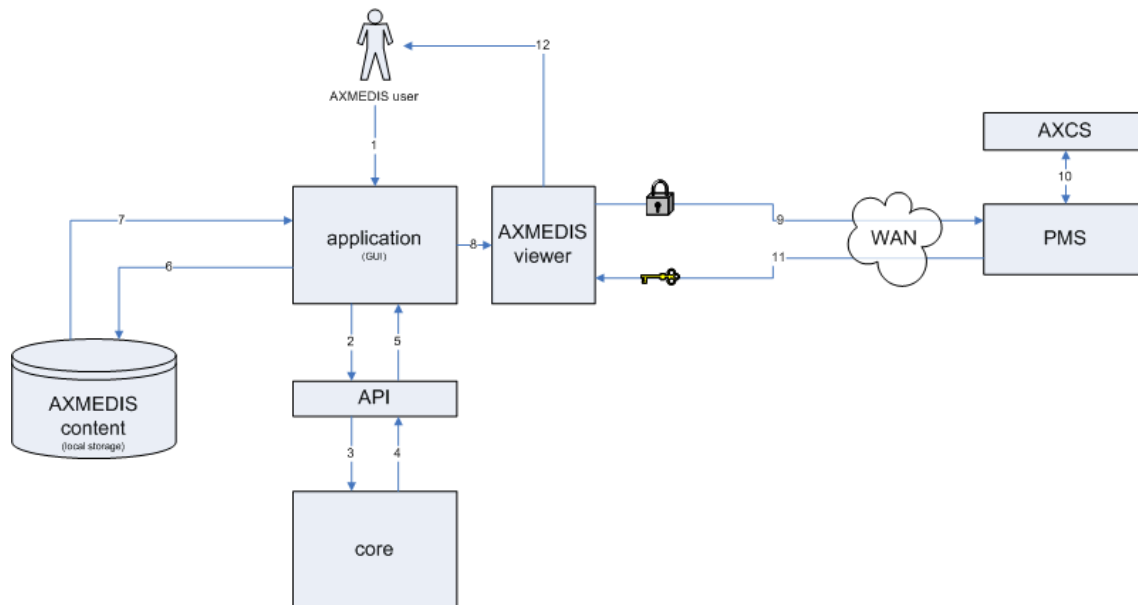 12
AXMEDIS user
1
AXCS
10
7
application
(GUI)
8
AXMEDIS
viewer
9
WAN
PMS
6
11
2
5
AXMEDIS
content
(local storage)
API
3
4
core